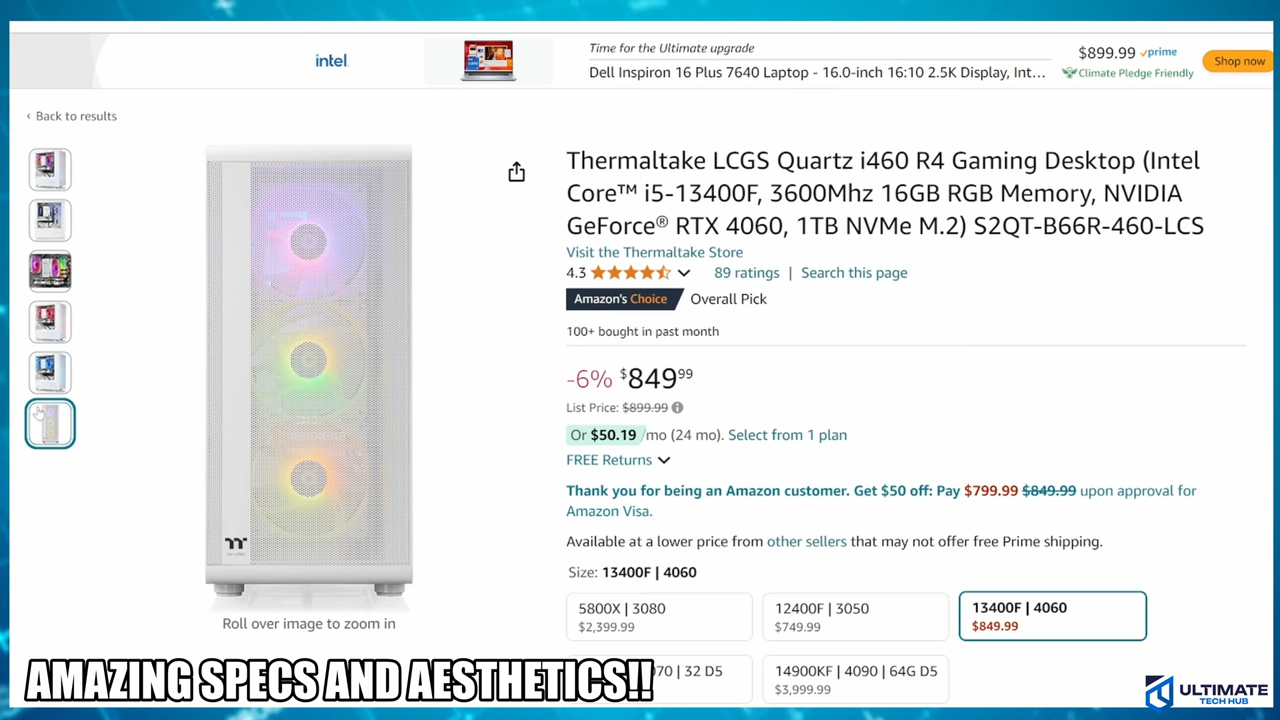 intel.
Time for the Ultimate upgrade
Dell Inspiron 16 Plus 7640 Laptop - 16.0-inch 16:10 2.5K Display, Int...
$899.99 prime
Climate Pledge Friendly
Shop now
‹ Back to results
Thermaltake LCGS Quartz i460 R4 Gaming Desktop (Intel
Core™ i5-13400F, 3600Mhz 16GB RGB Memory, NVIDIA
GeForce® RTX 4060, 1TB NVMe M.2) S2QT-B66R-460-LCS
Visit the Thermaltake Store
4.3 89 ratings | Search this page
Amazon's Choice Overall Pick
100+ bought in past month
-6% $849.99
List Price: $899.99
Or $50.19 /mo (24 mo). Select from 1 plan
FREE Returns
Thank you for being an Amazon customer. Get $50 off: Pay $799.99 $849.99 upon approval for
Amazon Visa.
Available at a lower price from other sellers that may not offer free Prime shipping.
Size: 13400F | 4060
5800X | 3080
$2,399.99
12400F | 3050
$749.99
13400F | 4060
$849.99
Roll over image to zoom in
70 | 32 D5
14900KF | 4090 | 64G D5
$3,999.99
AMAZING SPECS AND AESTHETICS!!
ULTIMATE
TECH HUB